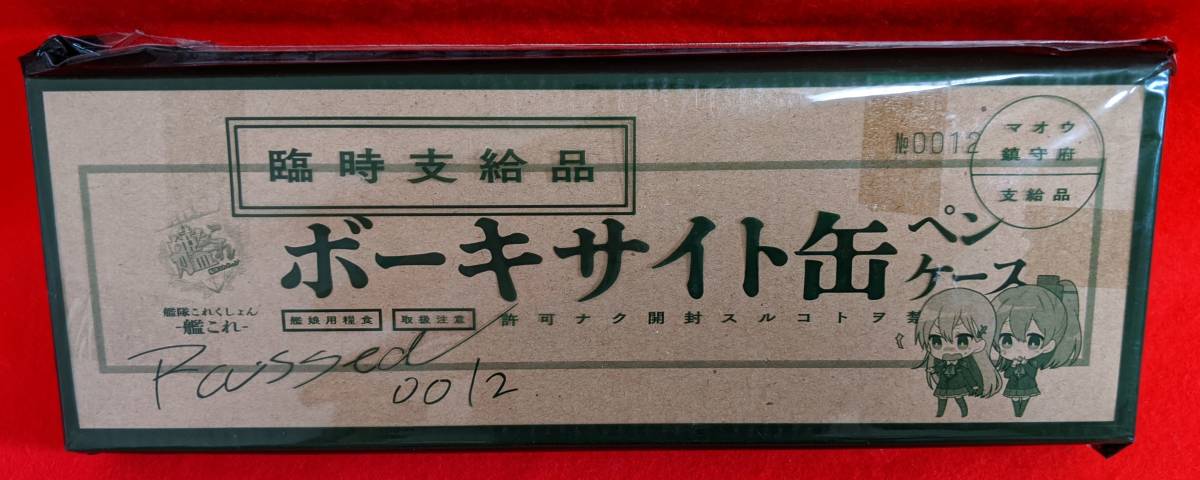 臨時支給品
№0012
マオウ
鎮守府
支給品
ボーキサイト缶
ペン
ケース
艦これ
艦隊これくしょん
-艦これ-
艦娘用糧食
取扱注意
許可ナク開封スルコトヲ禁
0012